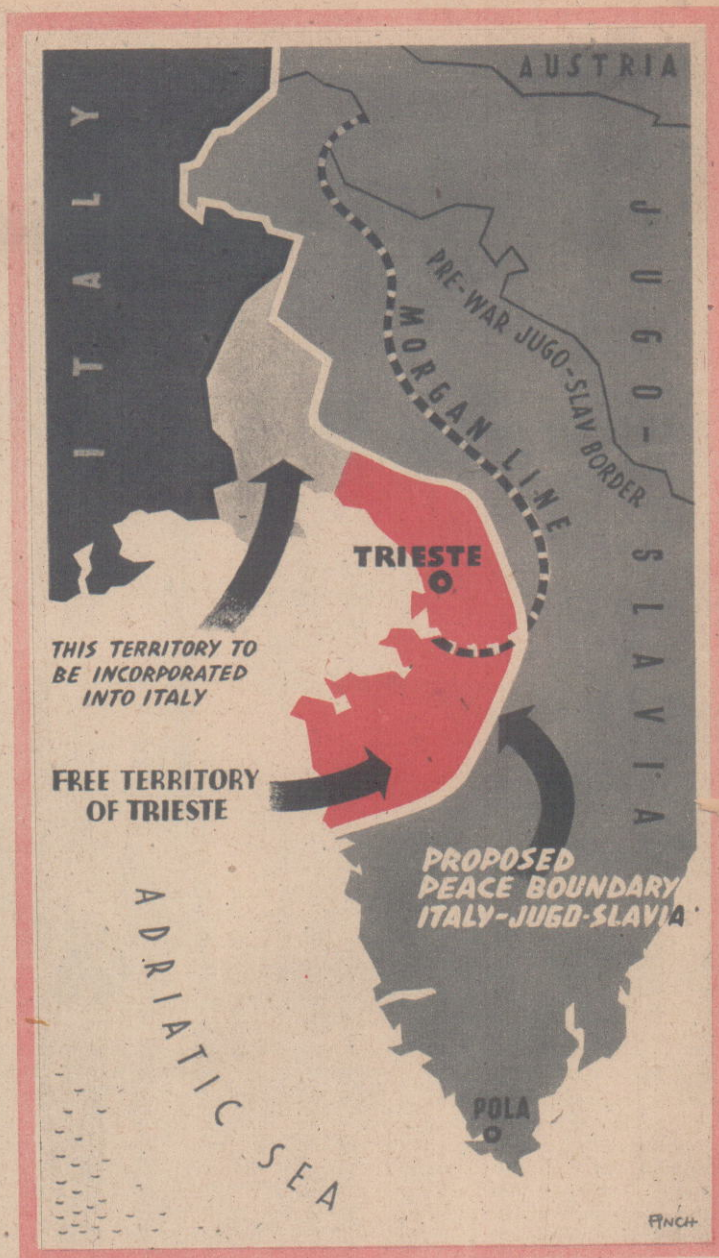 AUSTRIA
ITALY
JUGO-SLAVIA
PRE-WAR JUGO-SLAV BORDER
MORGAN LINE
TRIESTE
THIS TERRITORY TO
BE INCORPORATED
INTO ITALY
FREE TERRITORY
OF TRIESTE
PROPOSED
PEACE BOUNDARY
ITALY-JUGO-SLAVIA
ADRIATIC SEA
POLA
FINCH